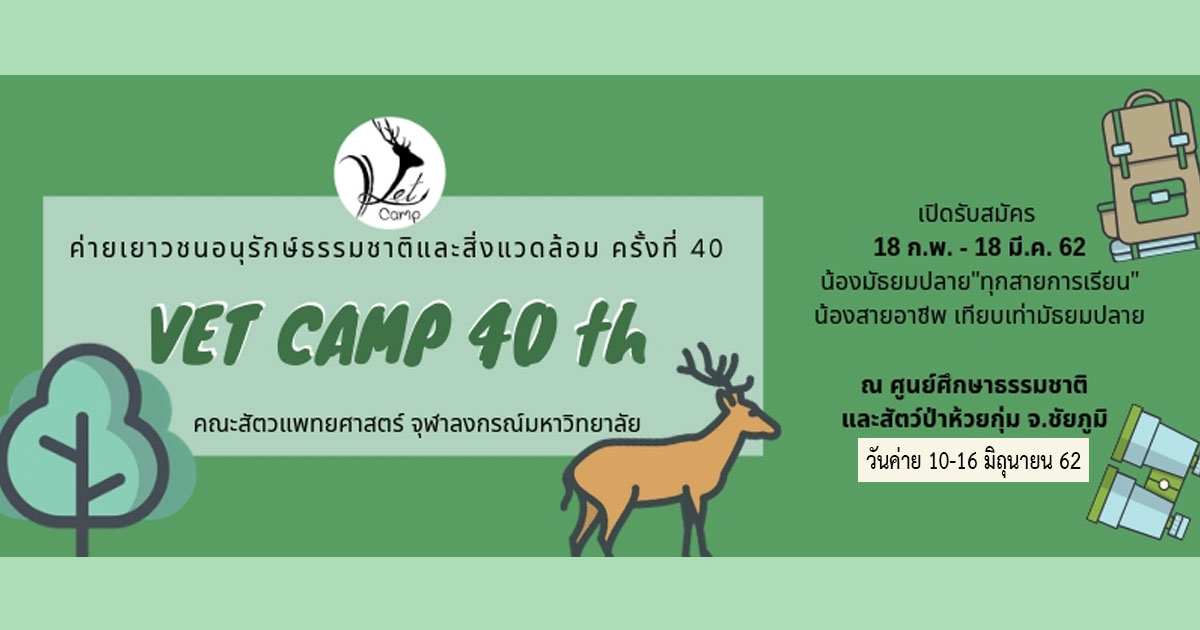 Vet
Camp
ค่ายเยาวชนอนุรักษ์ธรรมชาติและสิ่งแวดล้อม ครั้งที่ 40
VET CAMP 40 th
คณะสัตวแพทยศาสตร์ จุฬาลงกรณ์มหาวิทยาลัย
เปิดรับสมัคร
18 ก.พ. - 18 มี.ค. 62
น้องมัธยมปลาย"ทุกสายการเรียน"
น้องสายอาชีพ เทียบเท่ามัธยมปลาย
ณ ศูนย์ศึกษาธรรมชาติ
และสัตว์ป่าห้วยกุ่ม จ.ชัยภูมิ
วันค่าย 10-16 มิถุนายน 62